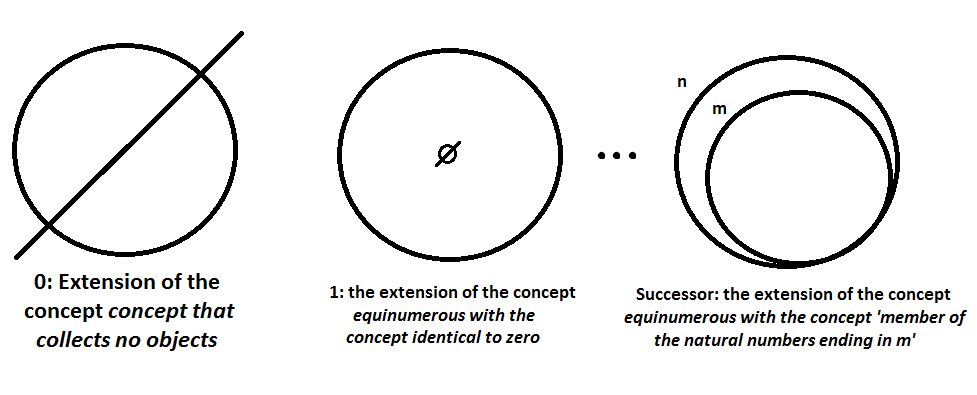 n
m
0: Extension of the
concept concept that
collects no objects
1: the extension of the concept
equinumerous with the
concept identical to zero
Successor: the extension of the concept
equinumerous with the concept 'member of
the natural numbers ending in m'